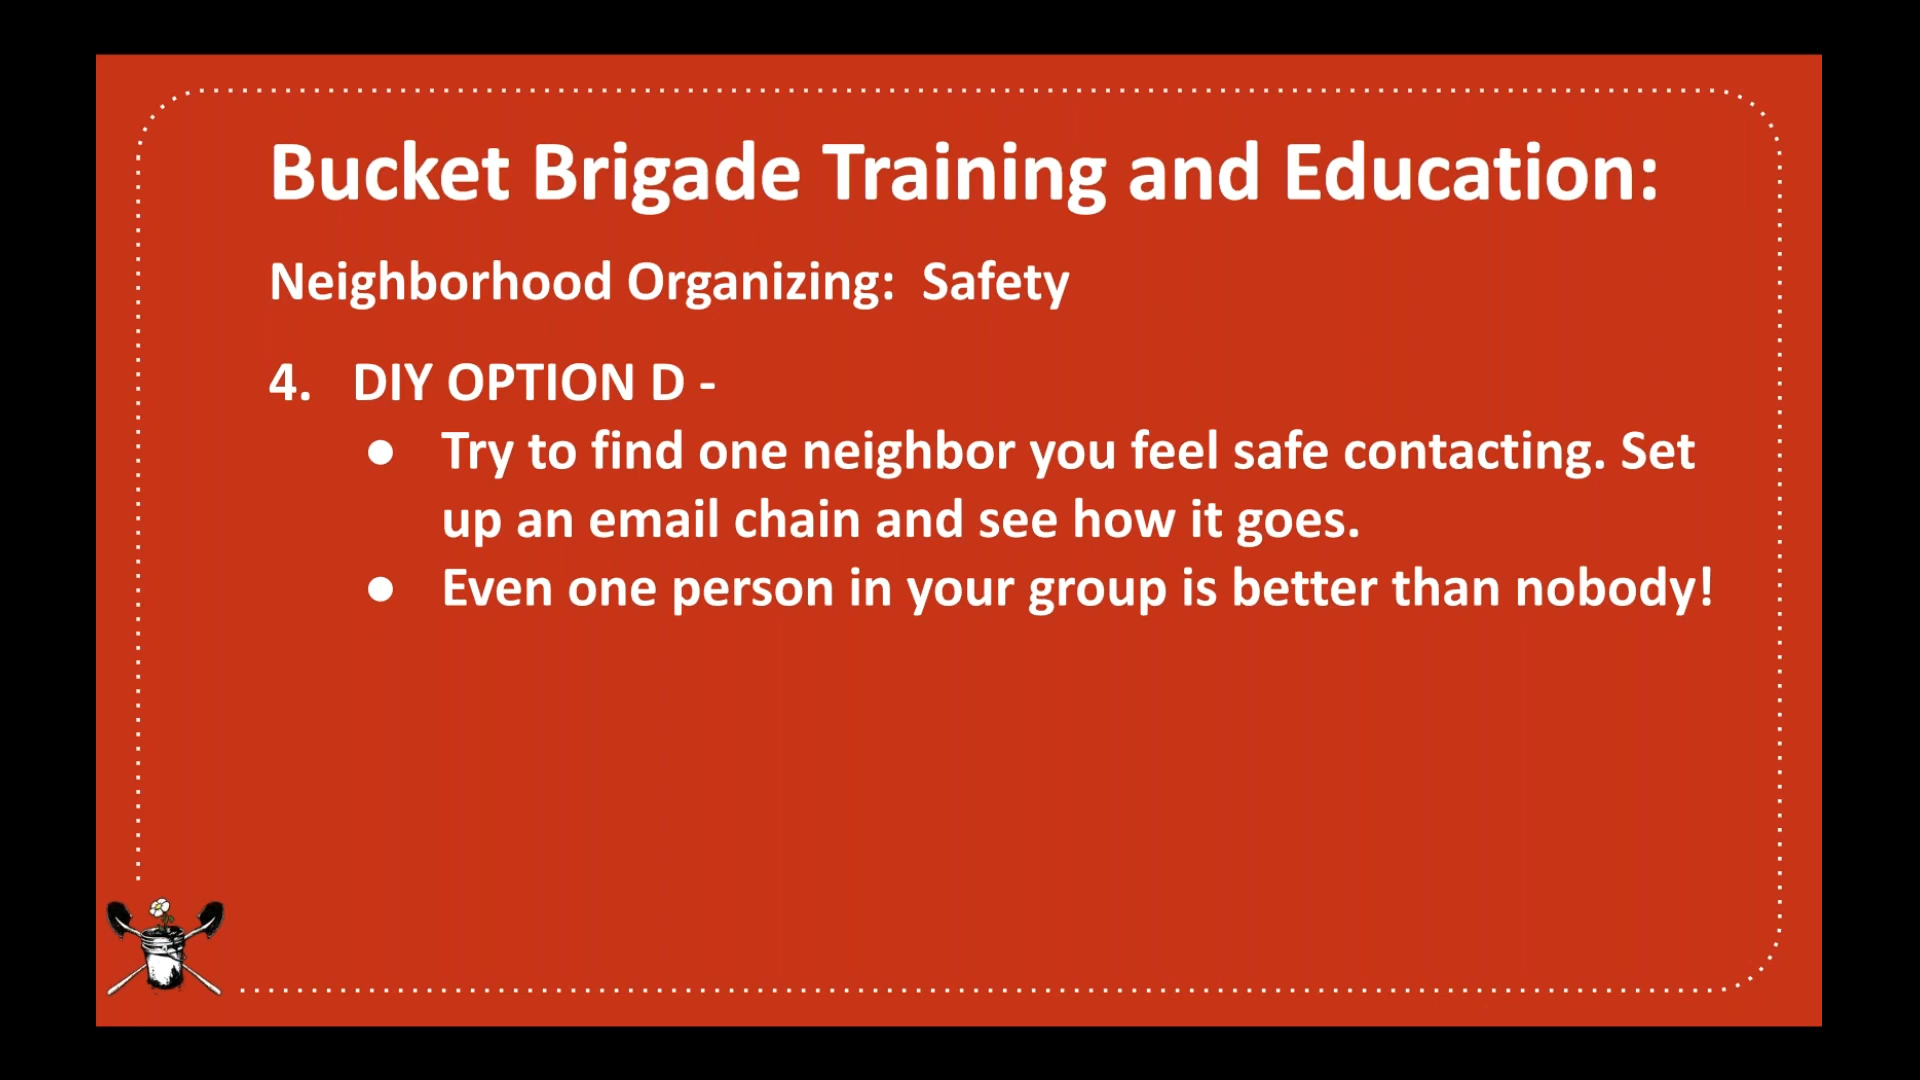 Bucket Brigade Training and Education:
Neighborhood Organizing:  Safety
4. DIY OPTION D -
● Try to find one neighbor you feel safe contacting. Set
up an email chain and see how it goes.
● Even one person in your group is better than nobody!